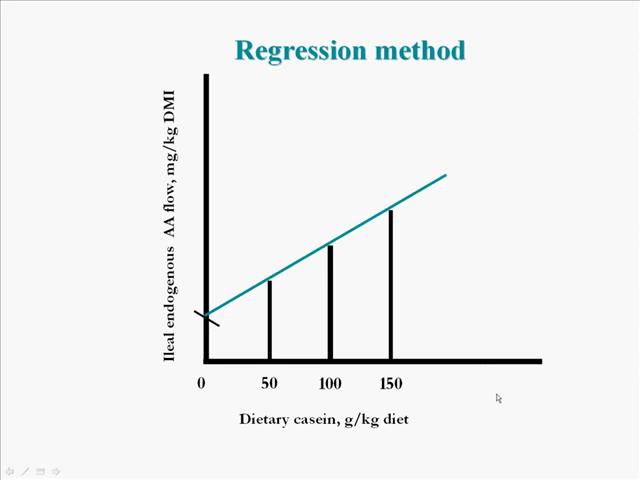 Regression method
Ileal endogenous AA flow, mg/kg DMI
0 50 100 150
Dietary casein, g/kg diet